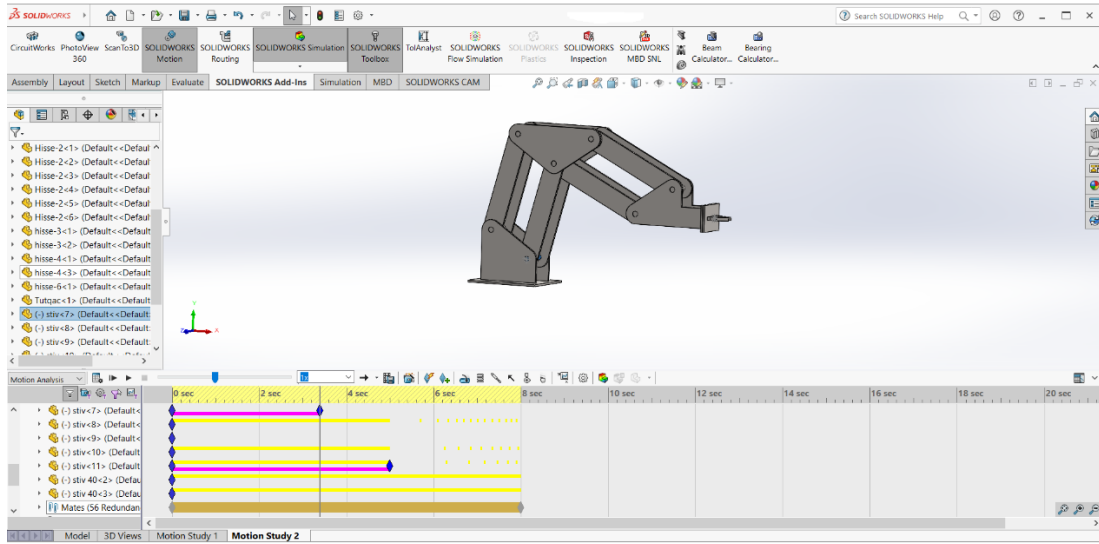 SOLIDWORKS
Search SOLIDWORKS Help
CircuitWorks PhotoView 360 ScanTo3D SOLIDWORKS Motion SOLIDWORKS Routing SOLIDWORKS Simulation SOLIDWORKS Toolbox TolAnalyst SOLIDWORKS Flow Simulation SOLIDWORKS Plastics SOLIDWORKS Inspection SOLIDWORKS MBD SNL Beam Calculator... Bearing Calculator...
Assembly Layout Sketch Markup Evaluate SOLIDWORKS Add-Ins Simulation MBD SOLIDWORKS CAM
Hisse-2<1> (Default<<Defaul
Hisse-2<2> (Default<<Defaul
Hisse-2<3> (Default<<Defaul
Hisse-2<4> (Default<<Defaul
Hisse-2<5> (Default<<Defaul
Hisse-2<6> (Default<<Defaul
hisse-3<1> (Default<<Default
hisse-3<2> (Default<<Default
hisse-4<1> (Default<<Default
hisse-4<3> (Default<<Default
hisse-6<1> (Default<<Default
Tutqac<1> (Default<<Default
(-) stiv<7> (Default<<Default:
(-) stiv<8> (Default<<Default:
(-) stiv<9> (Default<<Default:
Y
Z X
Motion Analysis 1x
0 sec 2 sec 4 sec 6 sec 8 sec 10 sec 12 sec 14 sec 16 sec 18 sec 20 sec
(-) stiv<7> (Default<
(-) stiv<8> (Default<
(-) stiv<9> (Default<
(-) stiv<10> (Default
(-) stiv<11> (Default
(-) stiv 40<2> (Defau
(-) stiv 40<3> (Defau
Mates (56 Redundan
Model 3D Views Motion Study 1 Motion Study 2